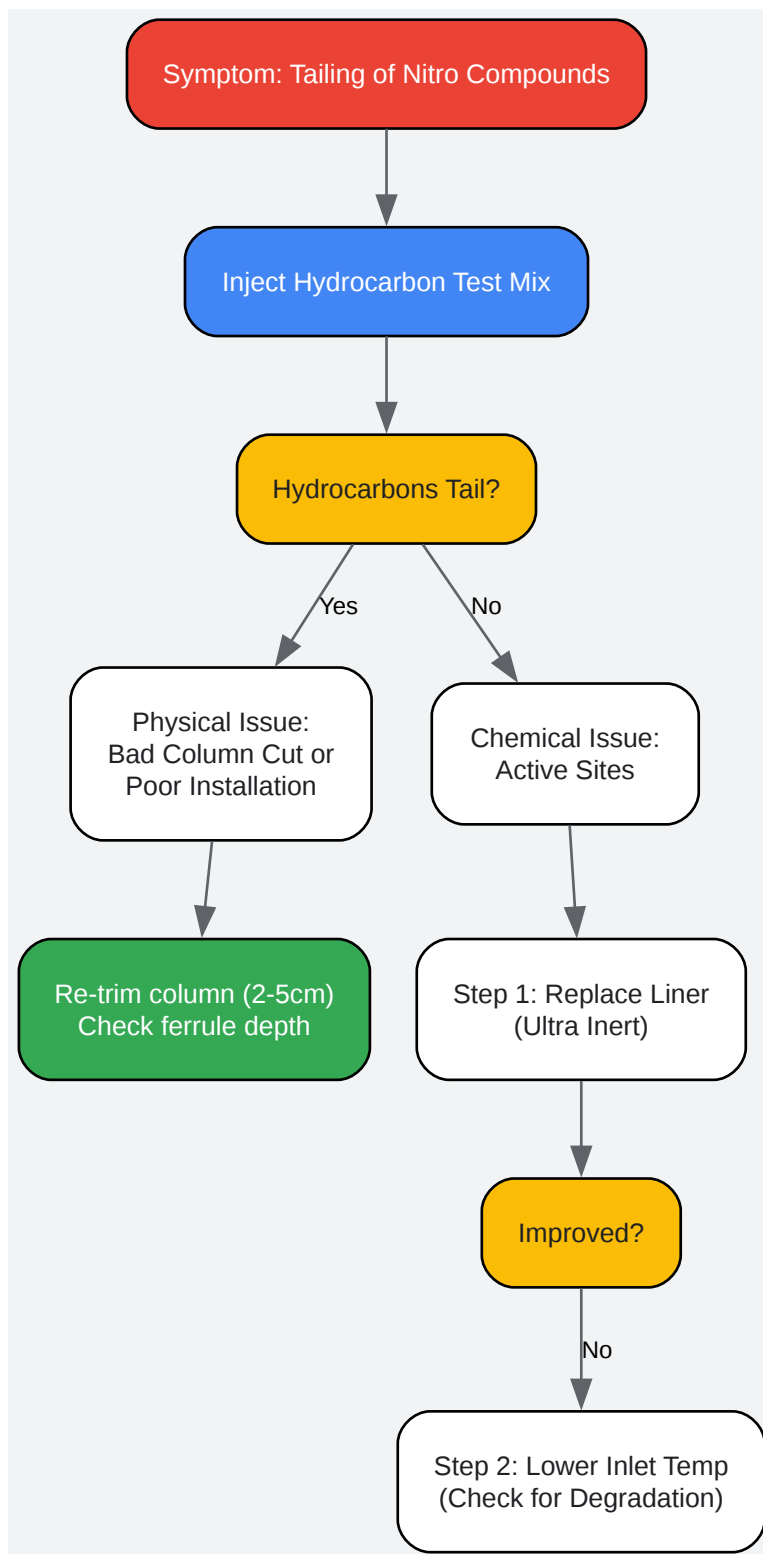 Symptom: Tailing of Nitro Compounds
Inject Hydrocarbon Test Mix
Hydrocarbons Tail?
Yes
No
Physical Issue:
Bad Column Cut or
Poor Installation
Chemical Issue:
Active Sites
Re-trim column (2-5cm)
Check ferrule depth
Step 1: Replace Liner
(Ultra Inert)
Improved?
No
Step 2: Lower Inlet Temp
(Check for Degradation)